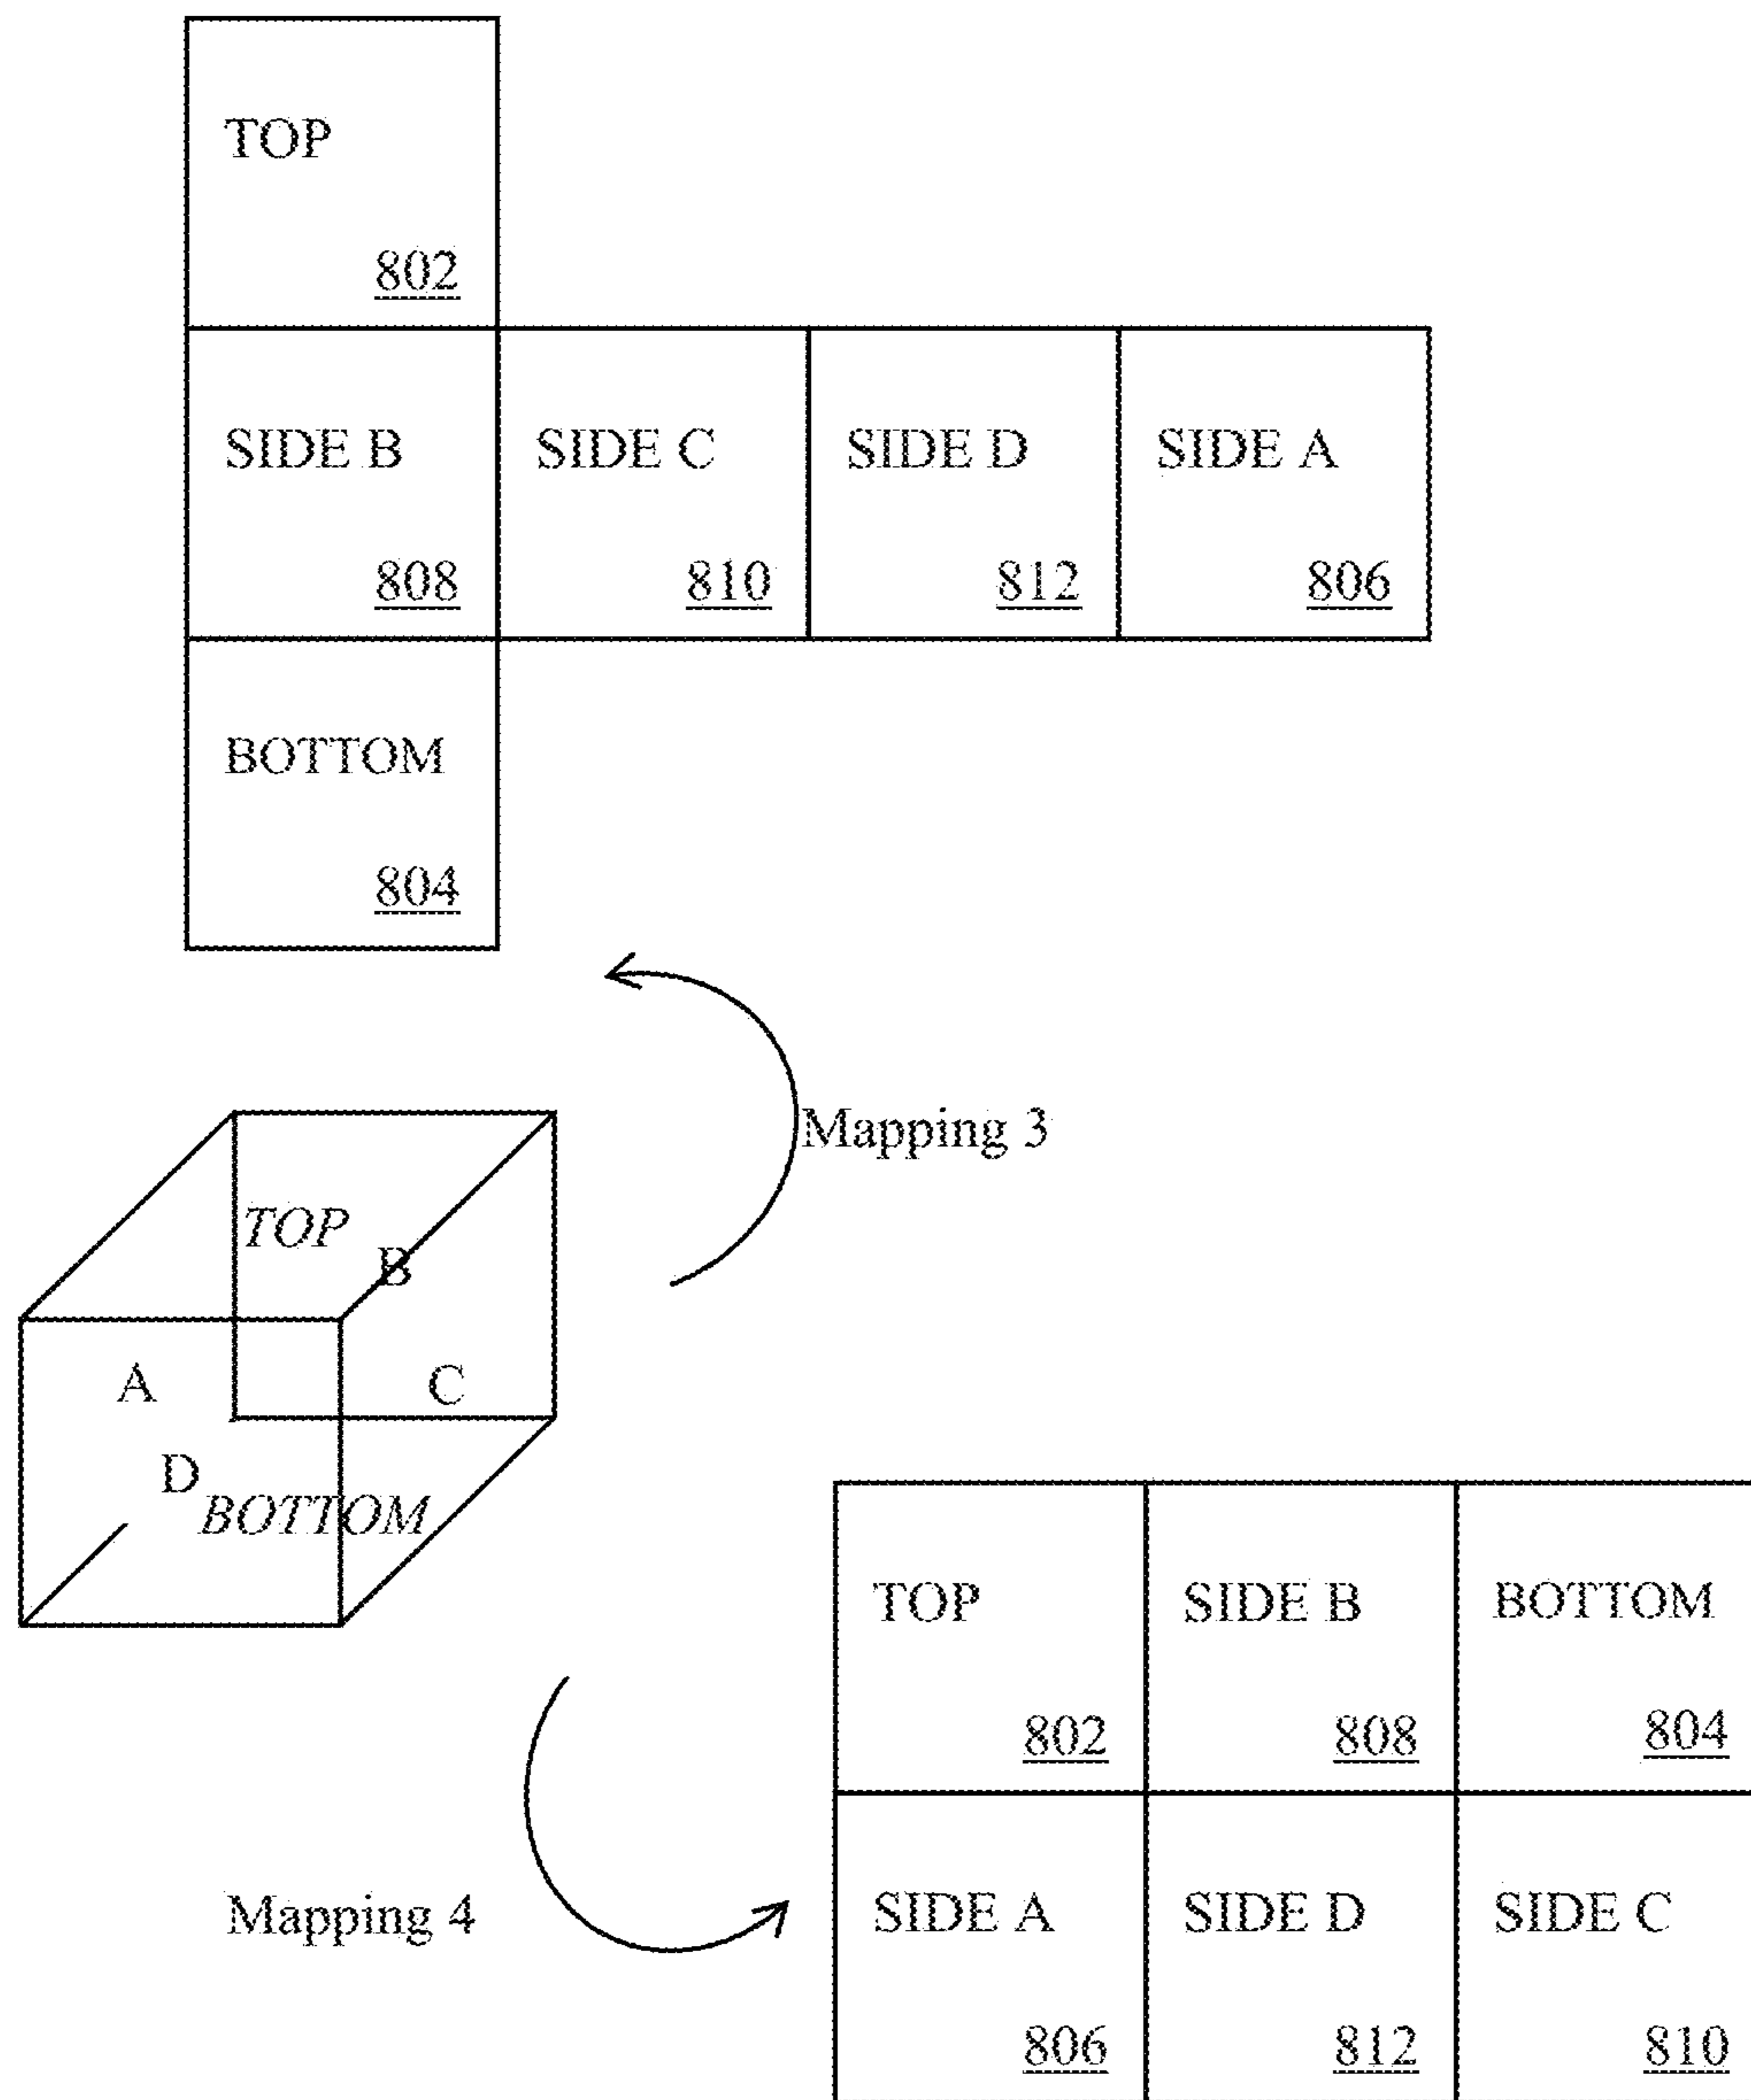 TOP
802
SIDE B SIDE C SIDE D SIDE A
808 810 812 806
BOTTOM
804
Mapping 3
TOP
B
A C
D
BOTTOM
TOP SIDE B BOTTOM
802 808 804
SIDE A SIDE D SIDE C
Mapping 4
806 812 810